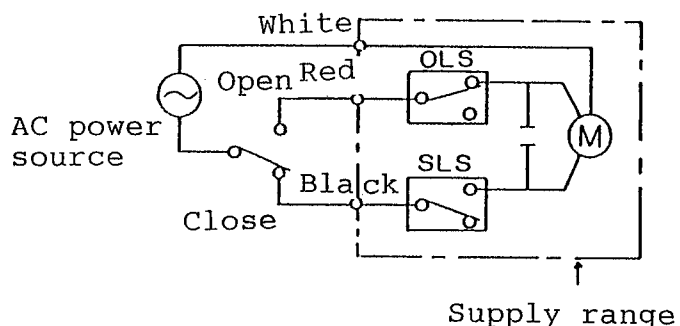 White
Open Red
OLS
AC power
source
M
Black
SLS
Close
Supply range